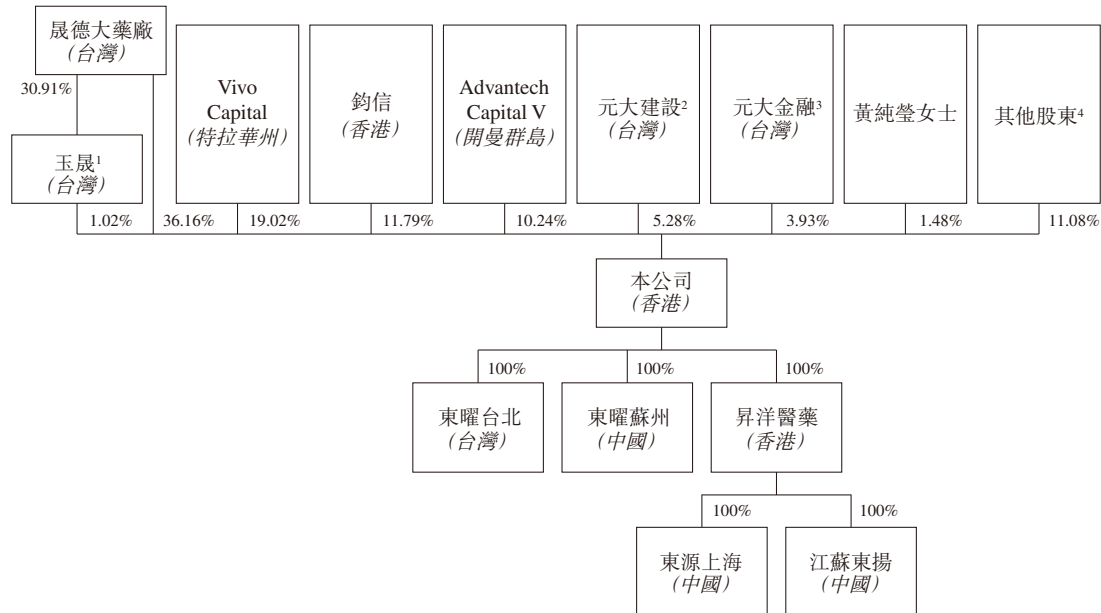 晟德大藥廠
(台灣)
30.91%
玉晟¹
(台灣)
Vivo
Capital
(特拉華州)
鈞信
(香港)
Advantech
Capital V
(開曼群島)
元大建設²
(台灣)
元大金融³
(台灣)
黃純瑩女士
其他股東⁴
1.02%
36.16%
19.02%
11.79%
10.24%
5.28%
3.93%
1.48%
11.08%
本公司
(香港)
100%
100%
100%
東曜台北
(台灣)
東曜蘇州
(中國)
昇洋醫藥
(香港)
100%
100%
東源上海
(中國)
江蘇東揚
(中國)